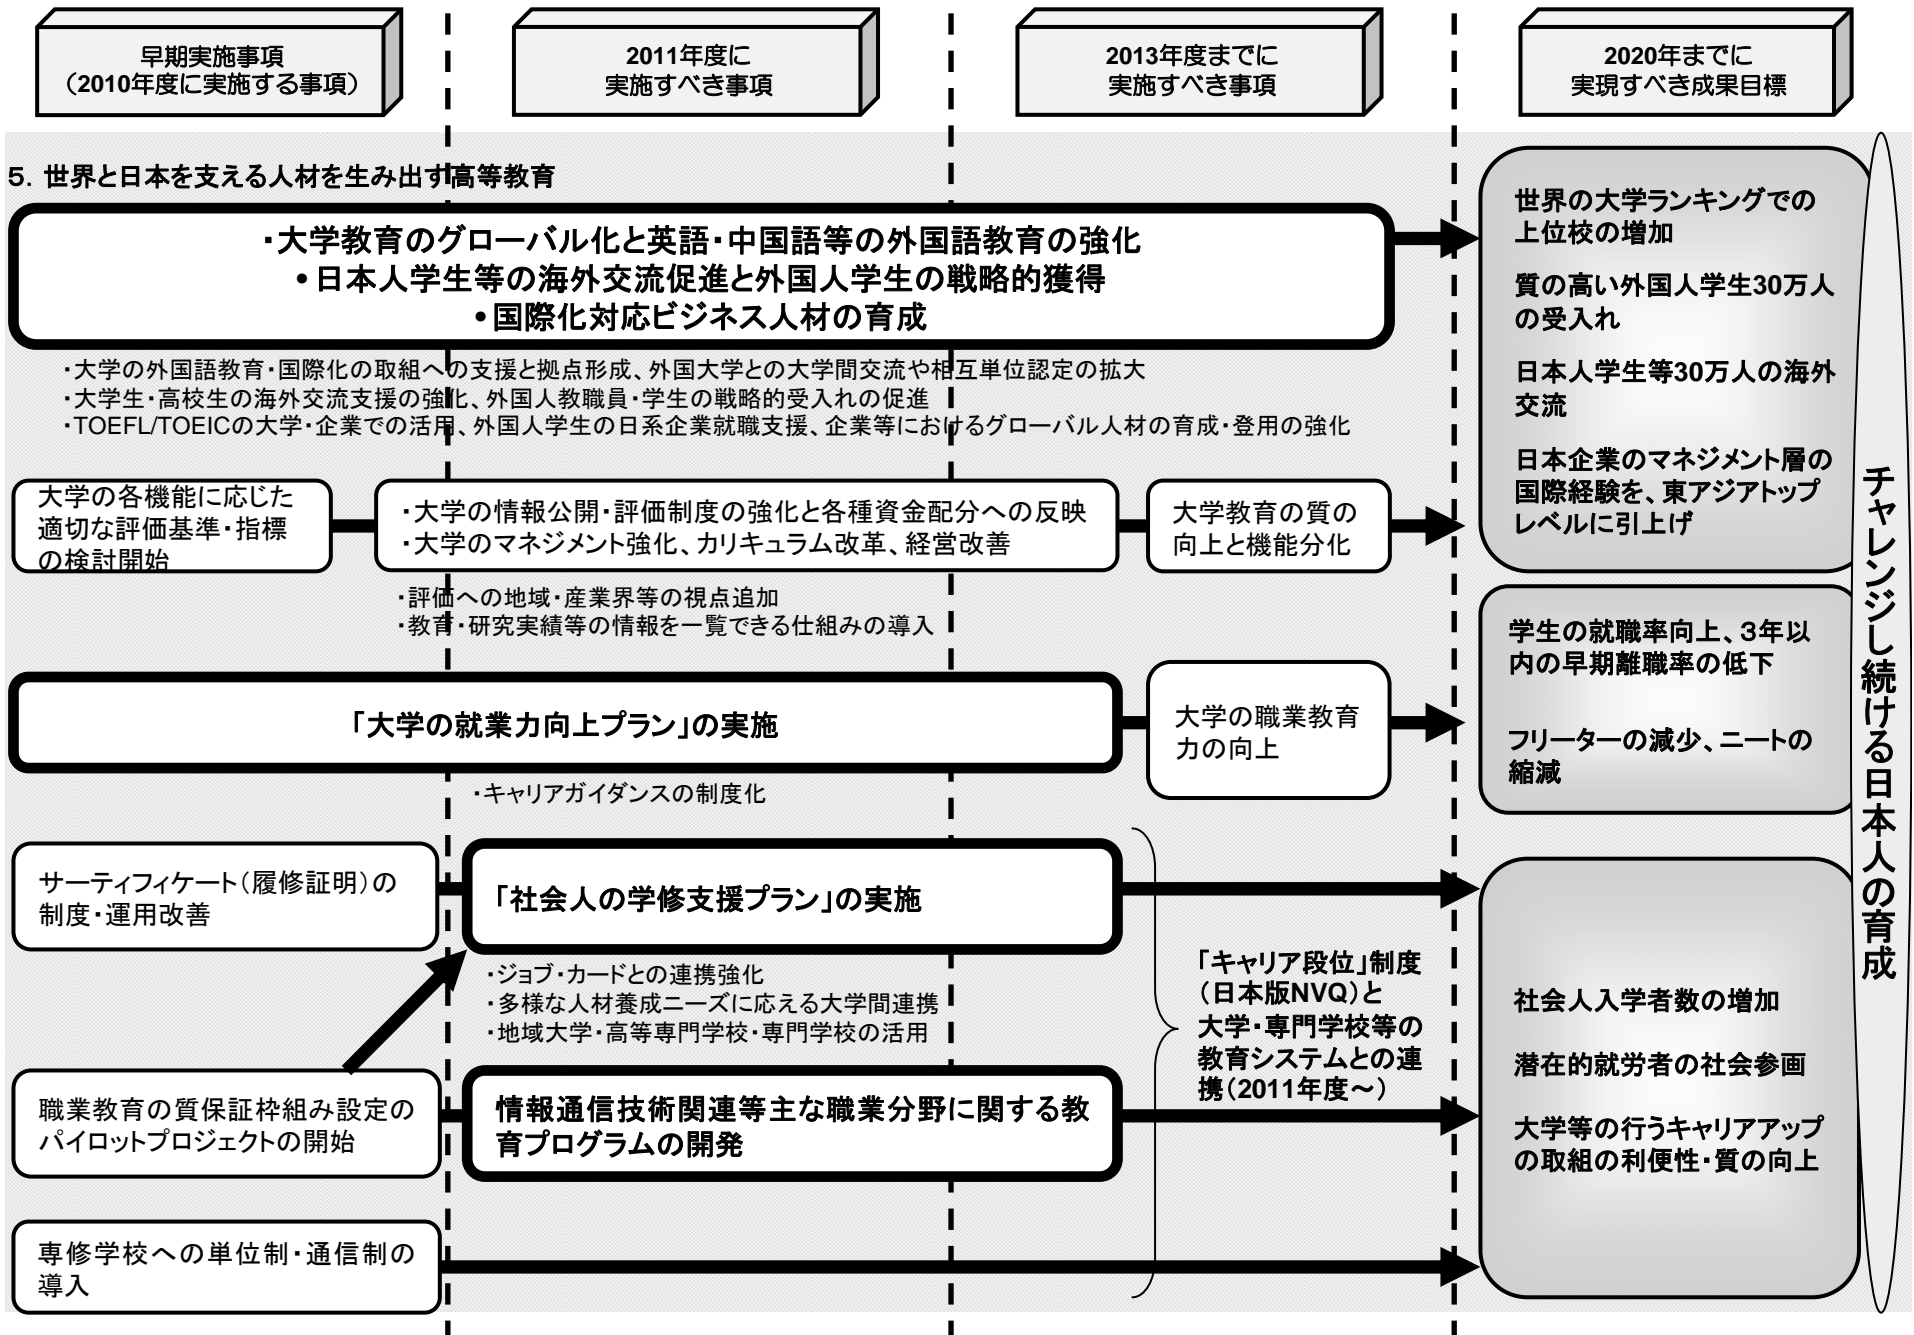 早期実施事項
（2010年度に実施する事項）
2011年度に
実施すべき事項
2013年度までに
実施すべき事項
2020年までに
実現すべき成果目標
5．世界と日本を支える人材を生み出す高等教育
・大学教育のグローバル化と英語・中国語等の外国語教育の強化
•日本人学生等の海外交流促進と外国人学生の戦略的獲得
•国際化対応ビジネス人材の育成
・大学の外国語教育・国際化の取組への支援と拠点形成、外国大学との大学間交流や相互単位認定の拡大
・大学生・高校生の海外交流支援の強化、外国人教職員・学生の戦略的受入れの促進
・TOEFL/TOEICの大学・企業での活用、外国人学生の日系企業就職支援、企業等におけるグローバル人材の育成・登用の強化
世界の大学ランキングでの
上位校の増加
質の高い外国人学生30万人
の受入れ
日本人学生等30万人の海外
交流
日本企業のマネジメント層の
国際経験を、東アジアトップ
レベルに引上げ
大学の各機能に応じた
適切な評価基準・指標
の検討開始
・大学の情報公開・評価制度の強化と各種資金配分への反映
・大学のマネジメント強化、カリキュラム改革、経営改善
大学教育の質の
向上と機能分化
・評価への地域・産業界等の視点追加
・教育・研究実績等の情報を一覧できる仕組みの導入
「大学の就業力向上プラン」の実施
大学の職業教育
力の向上
・キャリアガイダンスの制度化
学生の就職率向上、３年以
内の早期離職率の低下
フリーターの減少、ニートの
縮減
サーティフィケート（履修証明）の
制度・運用改善
「社会人の学修支援プラン」の実施
・ジョブ・カードとの連携強化
・多様な人材養成ニーズに応える大学間連携
・地域大学・高等専門学校・専門学校の活用
「キャリア段位」制度
（日本版NVQ）と
大学・専門学校等の
教育システムとの連
携（2011年度～）
職業教育の質保証枠組み設定の
パイロットプロジェクトの開始
情報通信技術関連等主な職業分野に関する教
育プログラムの開発
専修学校への単位制・通信制の
導入
社会人入学者数の増加
潜在的就労者の社会参画
大学等の行うキャリアアップ
の取組の利便性・質の向上
チャレンジし続ける日本人の育成